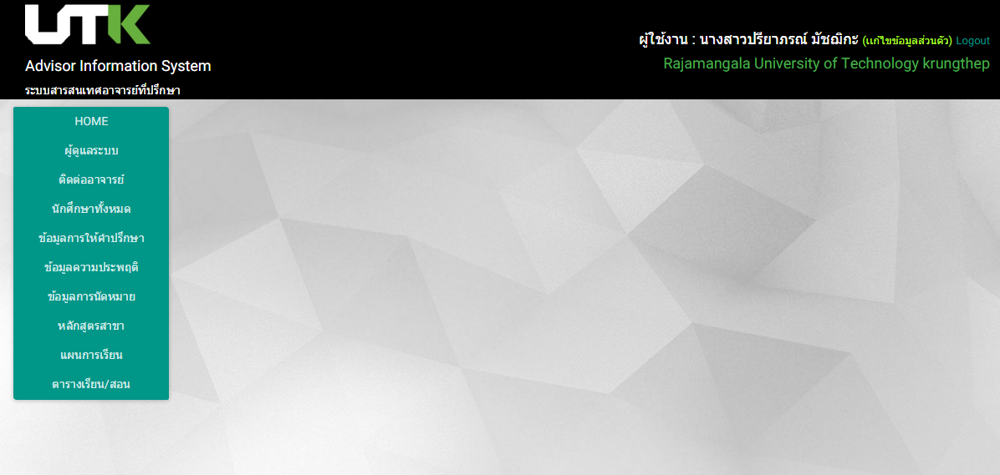 UTK
Advisor Information System
ระบบสารสนเทศอาจารย์ที่ปรึกษา
ผู้ใช้งาน : นางสาวปรียาภรณ์ มัชฌิกะ (แก้ไขข้อมูลส่วนตัว) Logout
Rajamangala University of Technology krungthep
HOME
ผู้ดูแลระบบ
ติดต่ออาจารย์
นักศึกษาทั้งหมด
ข้อมูลการให้คำปรึกษา
ข้อมูลความประพฤติ
ข้อมูลการนัดหมาย
หลักสูตรสาขา
แผนการเรียน
ตารางเรียน/สอน